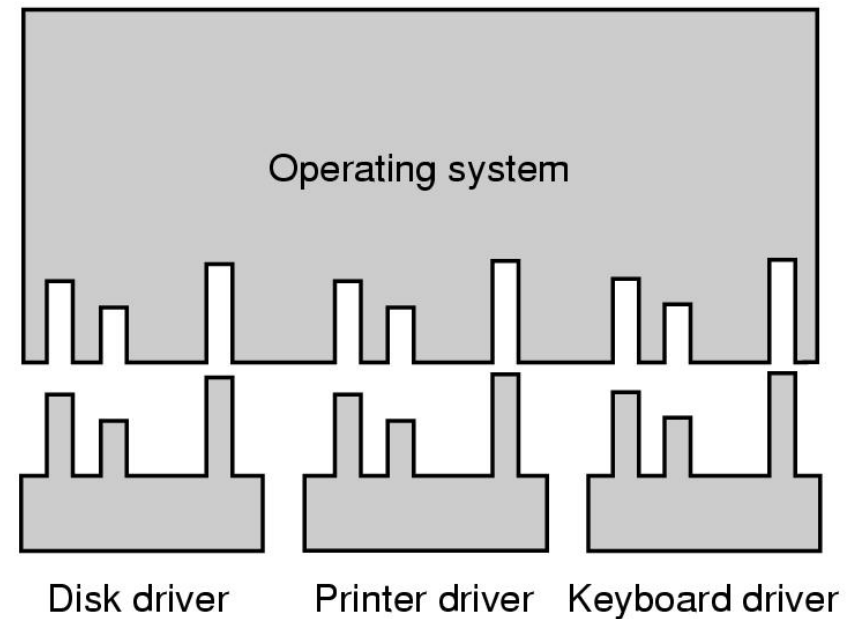 Operating system
Disk driver
Printer driver
Keyboard driver